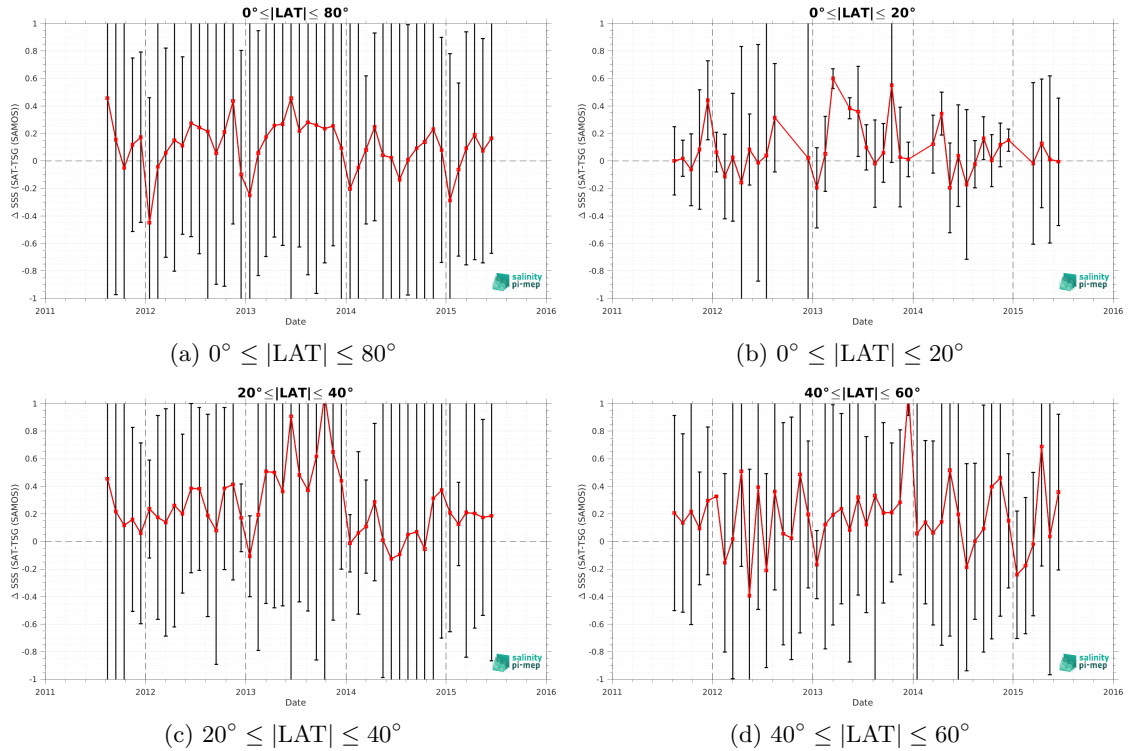 0°≤|LAT|≤ 80°
Δ SSS (SAT-TSG (SAMOS))
1
0.8
0.6
0.4
0.2
0
-0.2
-0.4
-0.6
-0.8
-1
2011 2012 2013 2014 2015 2016
Date
salinity
pi-mep
(a) 0° ≤ |LAT| ≤ 80°
0°≤|LAT|≤ 20°
Δ SSS (SAT-TSG (SAMOS))
1
0.8
0.6
0.4
0.2
0
-0.2
-0.4
-0.6
-0.8
-1
2011 2012 2013 2014 2015 2016
Date
salinity
pi-mep
(b) 0° ≤ |LAT| ≤ 20°
20°≤|LAT|≤ 40°
Δ SSS (SAT-TSG (SAMOS))
1
0.8
0.6
0.4
0.2
0
-0.2
-0.4
-0.6
-0.8
-1
2011 2012 2013 2014 2015 2016
Date
salinity
pi-mep
(c) 20° ≤ |LAT| ≤ 40°
40°≤|LAT|≤ 60°
Δ SSS (SAT-TSG (SAMOS))
1
0.8
0.6
0.4
0.2
0
-0.2
-0.4
-0.6
-0.8
-1
2011 2012 2013 2014 2015 2016
Date
salinity
pi-mep
(d) 40° ≤ |LAT| ≤ 60°